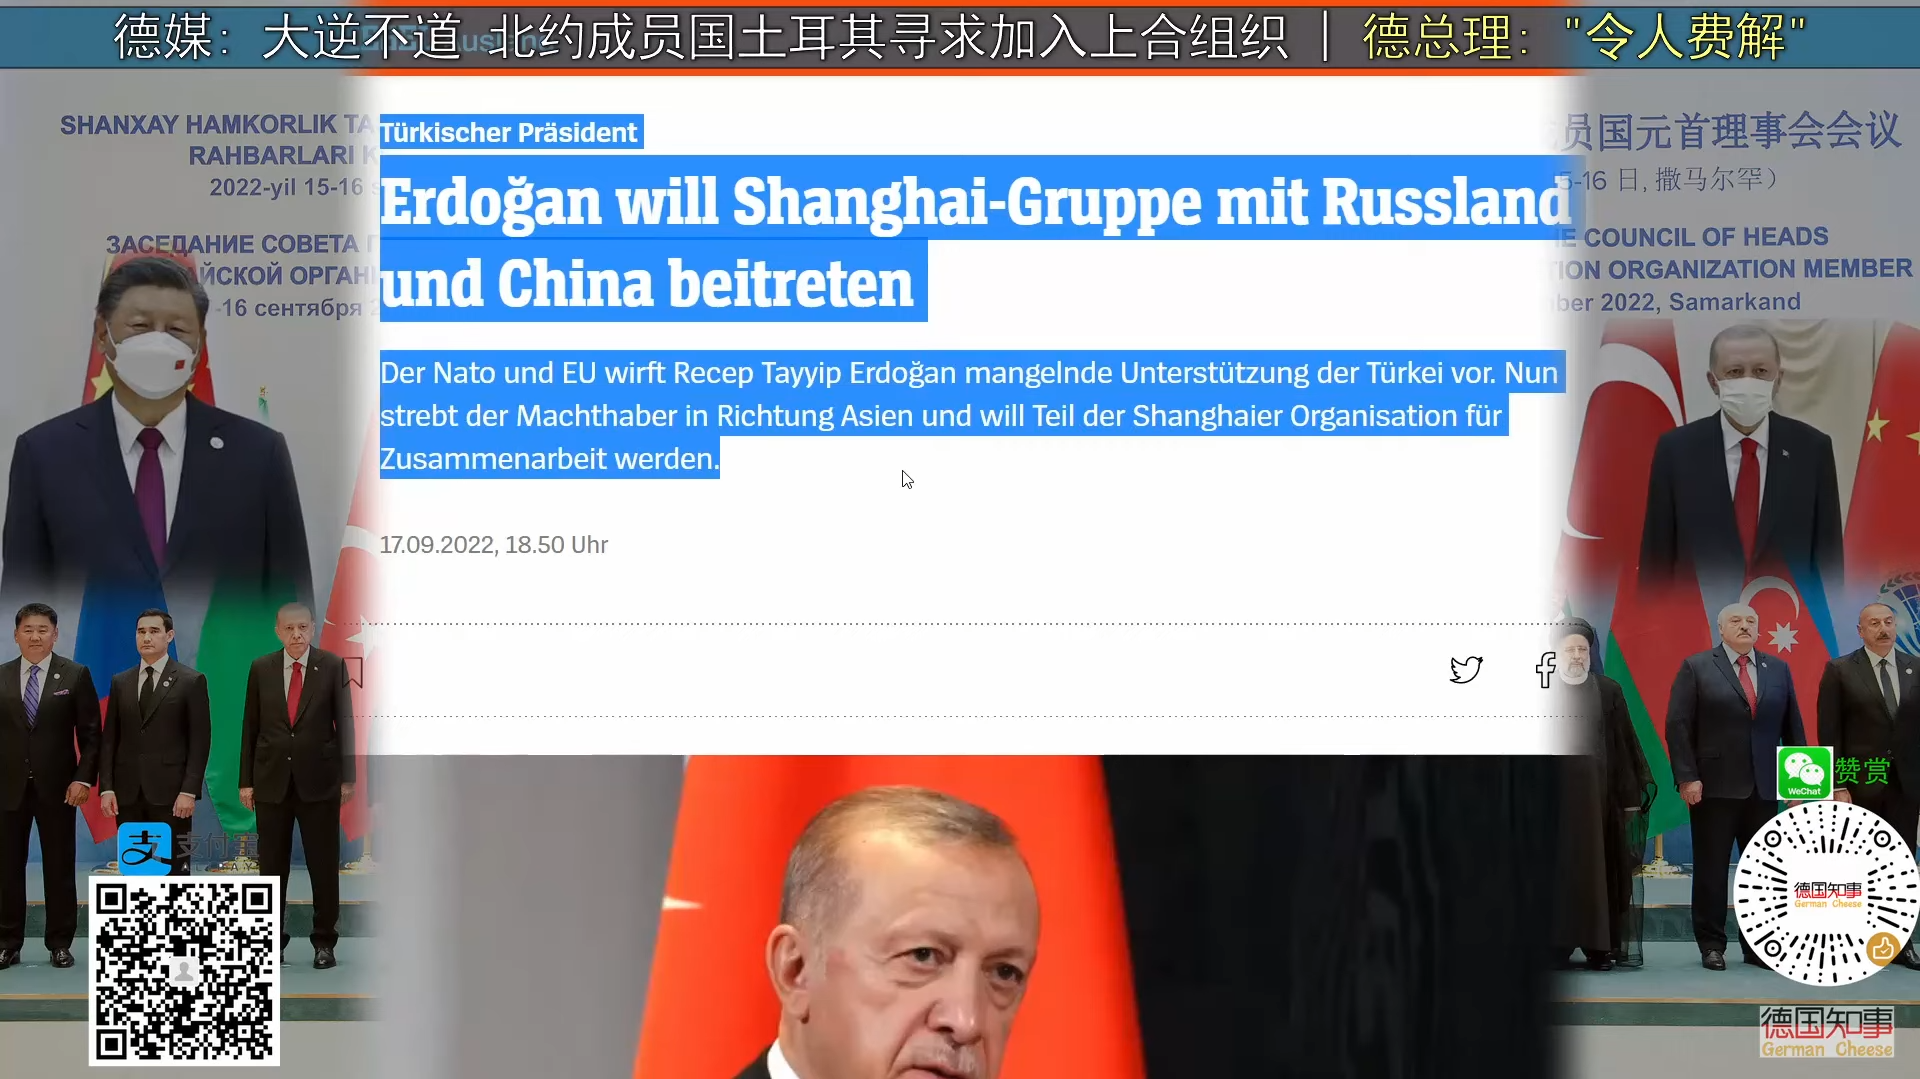 德媒：大逆不道 北约成员国土耳其寻求加入上合组织 | 德总理："令人费解"
SHANXAY HAMKORLIK TA
RAHBARLARI K
2022-yil 15-16 s
ЗАСЕДАНИЕ СОВЕТА Г
АЙСКОЙ ОРГАН
-16 сентября 2
Türkischer Präsident
Erdoğan will Shanghai-Gruppe mit Russland
und China beitreten
Der Nato und EU wirft Recep Tayyip Erdoğan mangelnde Unterstützung der Türkei vor. Nun
strebt der Machthaber in Richtung Asien und will Teil der Shanghaier Organisation für
Zusammenarbeit werden.
17.09.2022, 18.50 Uhr
员国元首理事会会议
5-16 日, 撒马尔罕）
E COUNCIL OF HEADS
TION ORGANIZATION MEMBER
ber 2022, Samarkand
支 支付宝
ALIPAY
WeChat
赞赏
德国知事
German Cheese
德国知事
German Cheese